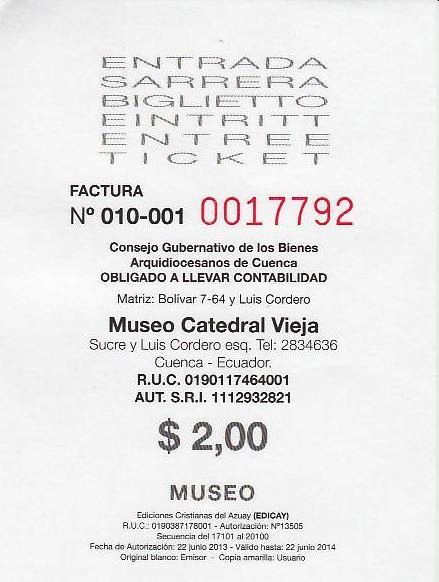 ENTRADA
SARRERA
BIGLIETTO
EINTRITT
ENTREE
TICKET
FACTURA
Nº 010-001 0017792
Consejo Gubernativo de los Bienes
Arquidiocesanos de Cuenca
OBLIGADO A LLEVAR CONTABILIDAD
Matriz: Bolívar 7-64 y Luis Cordero
Museo Catedral Vieja
Sucre y Luis Cordero esq. Tel: 2834636
Cuenca - Ecuador.
R.U.C. 0190117464001
AUT. S.R.I. 1112932821
$ 2,00
MUSEO
Ediciones Cristianas del Azuay (EDICAY)
R.U.C.: 0190387178001 - Autorización: Nº13505
Secuencia del 17101 al 20100
Fecha de Autorización: 22 junio 2013 - Válido hasta: 22 junio 2014
Original blanco: Emisor - Copia amarilla: Usuario